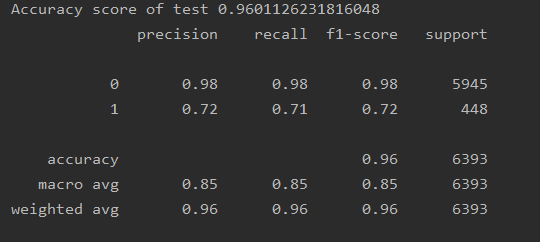 Accuracy score of test 0.9601126231816048
precision recall f1-score support
0 0.98 0.98 0.98 5945
1 0.72 0.71 0.72 448
accuracy 0.96 6393
macro avg 0.85 0.85 0.85 6393
weighted avg 0.96 0.96 0.96 6393